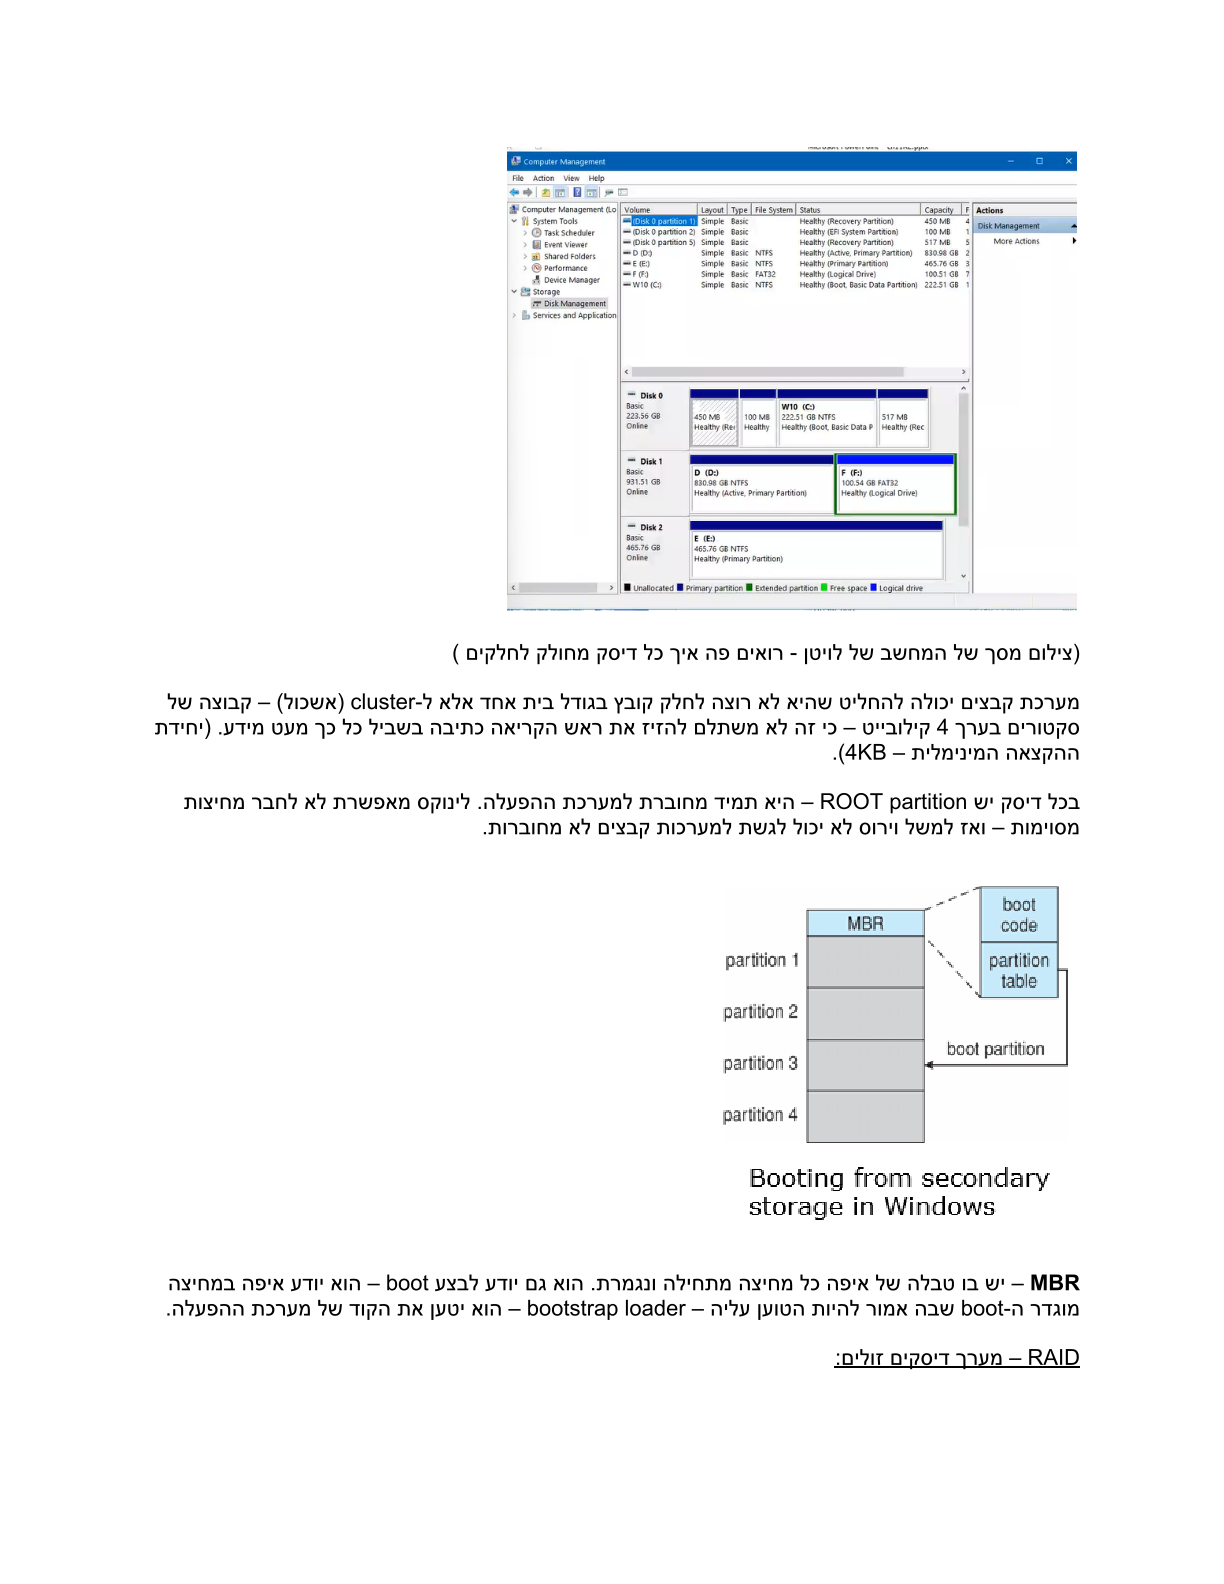 Computer Management
File Action View Help
Computer Management (Lo
System Tools
Task Scheduler
Event Viewer
Shared Folders
Performance
Device Manager
Storage
Disk Management
Services and Application
Volume Layout Type File System Status Capacity F
(Disk 0 partition 1) Simple Basic Healthy (Recovery Partition) 450 MB 4
(Disk 0 partition 2) Simple Basic Healthy (EFI System Partition) 100 MB 1
(Disk 0 partition 5) Simple Basic Healthy (Recovery Partition) 517 MB 5
D (D:) Simple Basic NTFS Healthy (Active, Primary Partition) 830.98 GB 2
E (E:) Simple Basic NTFS Healthy (Primary Partition) 465.76 GB 3
F (F:) Simple Basic FAT32 Healthy (Logical Drive) 100.51 GB 7
W10 (C:) Simple Basic NTFS Healthy (Boot, Basic Data Partition) 222.51 GB 1
Actions
Disk Management
More Actions
Disk 0
Basic
223.56 GB
Online
450 MB
Healthy (Rec
100 MB
Healthy
W10 (C:)
222.51 GB NTFS
Healthy (Boot, Basic Data P
517 MB
Healthy (Rec
Disk 1
Basic
931.51 GB
Online
D (D:)
830.98 GB NTFS
Healthy (Active, Primary Partition)
F (F:)
100.54 GB FAT32
Healthy (Logical Drive)
Disk 2
Basic
465.76 GB
Online
E (E:)
465.76 GB NTFS
Healthy (Primary Partition)
Unallocated Primary partition Extended partition Free space Logical drive
(צילום מסך של המחשב של לויטן - רואים פה איך כל דיסק מחולק לחלקים )
מערכת קבצים יכולה להחליט שהיא לא רוצה לחלק קובץ בגודל בית אחד אלא ל-cluster (אשכול) – קבוצה של
סקטורים בערך 4 קילובייט – כי זה לא משתלם להזיז את ראש הקריאה כתיבה בשביל כל כך מעט מידע. (יחידת
ההקצאה המינימלית – 4KB).
בכל דיסק יש ROOT partition – היא תמיד מחוברת למערכת ההפעלה. לינוקס מאפשרת לא לחבר מחיצות
מסוימות – ואז למשל וירוס לא יכול לגשת למערכות קבצים לא מחוברות.
MBR
boot
code
partition
table
partition 1
partition 2
boot partition
partition 3
partition 4
Booting from secondary
storage in Windows
MBR – יש בו טבלה של איפה כל מחיצה מתחילה ונגמרת. הוא גם יודע לבצע boot – הוא יודע איפה במחיצה
מוגדר ה-boot שבה אמור להיות הטוען עליה – bootstrap loader – הוא יטען את הקוד של מערכת ההפעלה.
RAID – מערך דיסקים זולים: